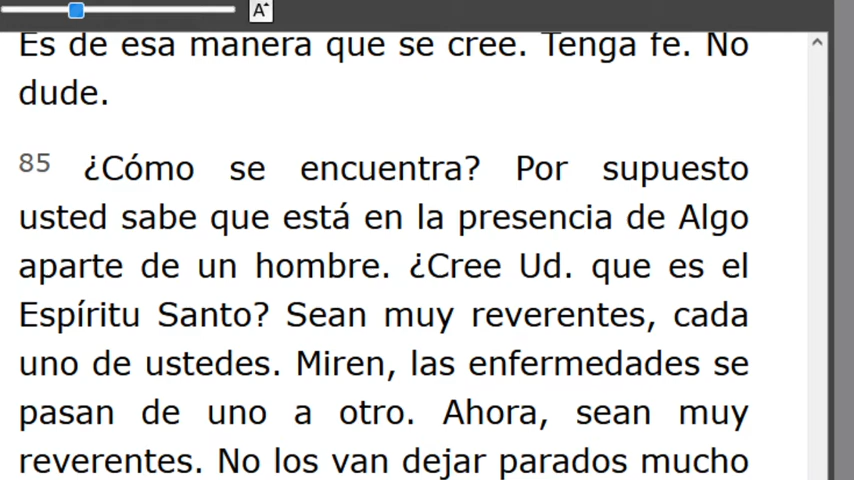 A
Es de esa manera que se cree. Tenga fe. No
dude.
85 ¿Cómo se encuentra? Por supuesto
usted sabe que está en la presencia de Algo
aparte de un hombre. ¿Cree Ud. que es el
Espíritu Santo? Sean muy reverentes, cada
uno de ustedes. Miren, las enfermedades se
pasan de uno a otro. Ahora, sean muy
reverentes. No los van dejar parados mucho